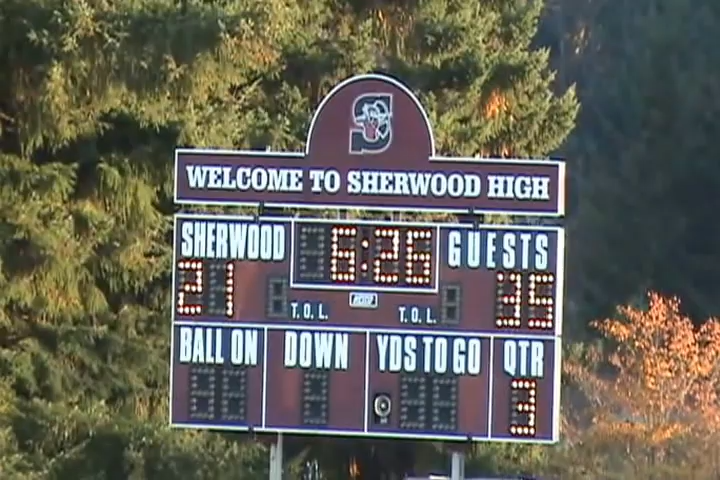 S
WELCOME TO SHERWOOD HIGH
SHERWOOD 6:26 GUESTS
21 T.O.L. T.O.L. 35
BALL ON DOWN YDS TO GO QTR
3